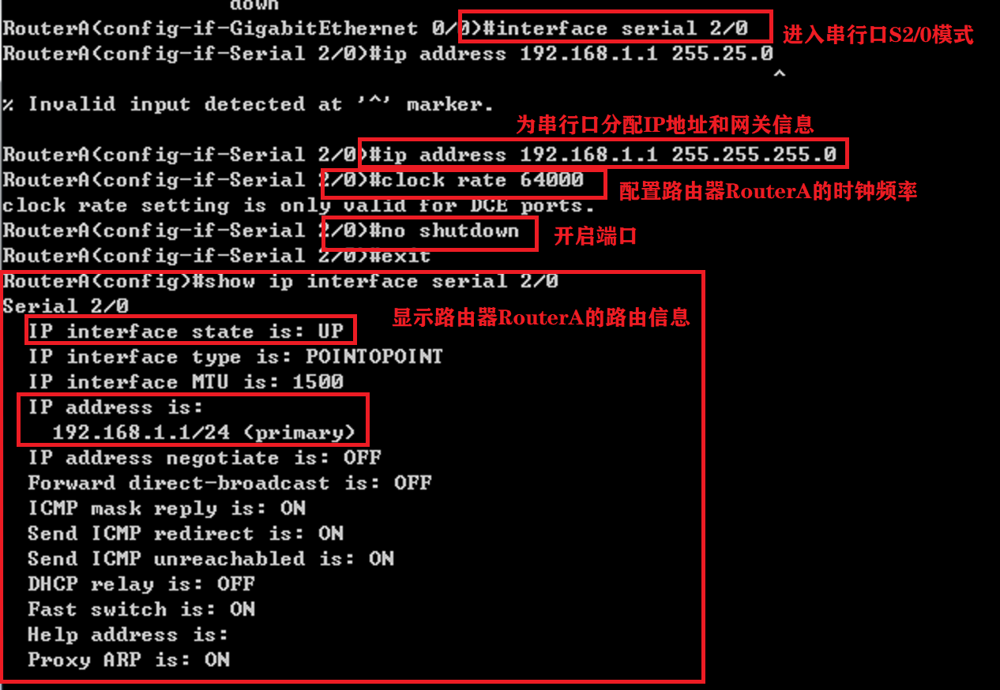 down
RouterA(config-if-GigabitEthernet 0/0)#interface serial 2/0
进入串行口S2/0模式
RouterA(config-if-Serial 2/0)#ip address 192.168.1.1 255.25.0
^
% Invalid input detected at '^' marker.
为串行口分配IP地址和网关信息
RouterA(config-if-Serial 2/0)#ip address 192.168.1.1 255.255.255.0
RouterA(config-if-Serial 2/0)#clock rate 64000
配置路由器RouterA的时钟频率
clock rate setting is only valid for DCE ports.
RouterA(config-if-Serial 2/0)#no shutdown
开启端口
RouterA(config-if-Serial 2/0)#exit
RouterA(config)#show ip interface serial 2/0
Serial 2/0
显示路由器RouterA的路由信息
IP interface state is: UP
IP interface type is: POINTOPOINT
IP interface MTU is: 1500
IP address is:
192.168.1.1/24 (primary)
IP address negotiate is: OFF
Forward direct-broadcast is: OFF
ICMP mask reply is: ON
Send ICMP redirect is: ON
Send ICMP unreachabled is: ON
DHCP relay is: OFF
Fast switch is: ON
Help address is:
Proxy ARP is: ON